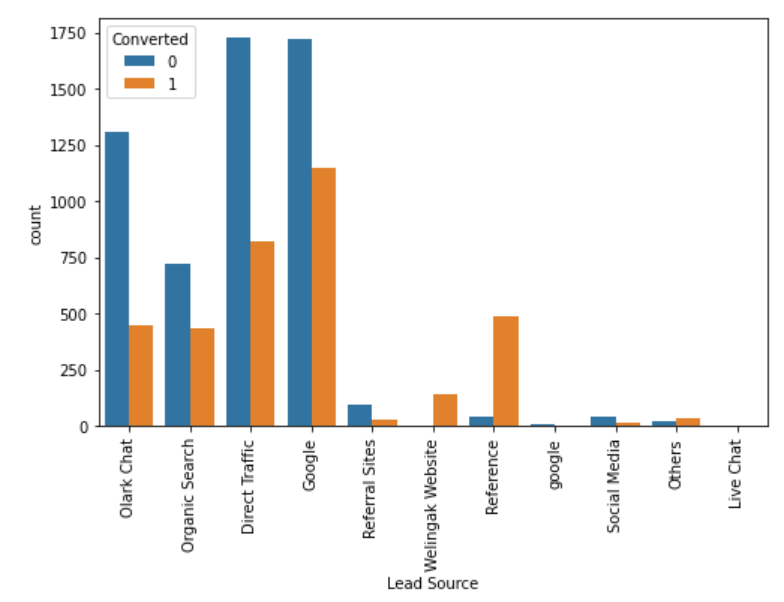 Converted
0
1
1750
1500
1250
1000
750
500
250
0
count
Olark Chat
Organic Search
Direct Traffic
Google
Referral Sites
Welingak Website
Reference
google
Social Media
Others
Live Chat
Lead Source